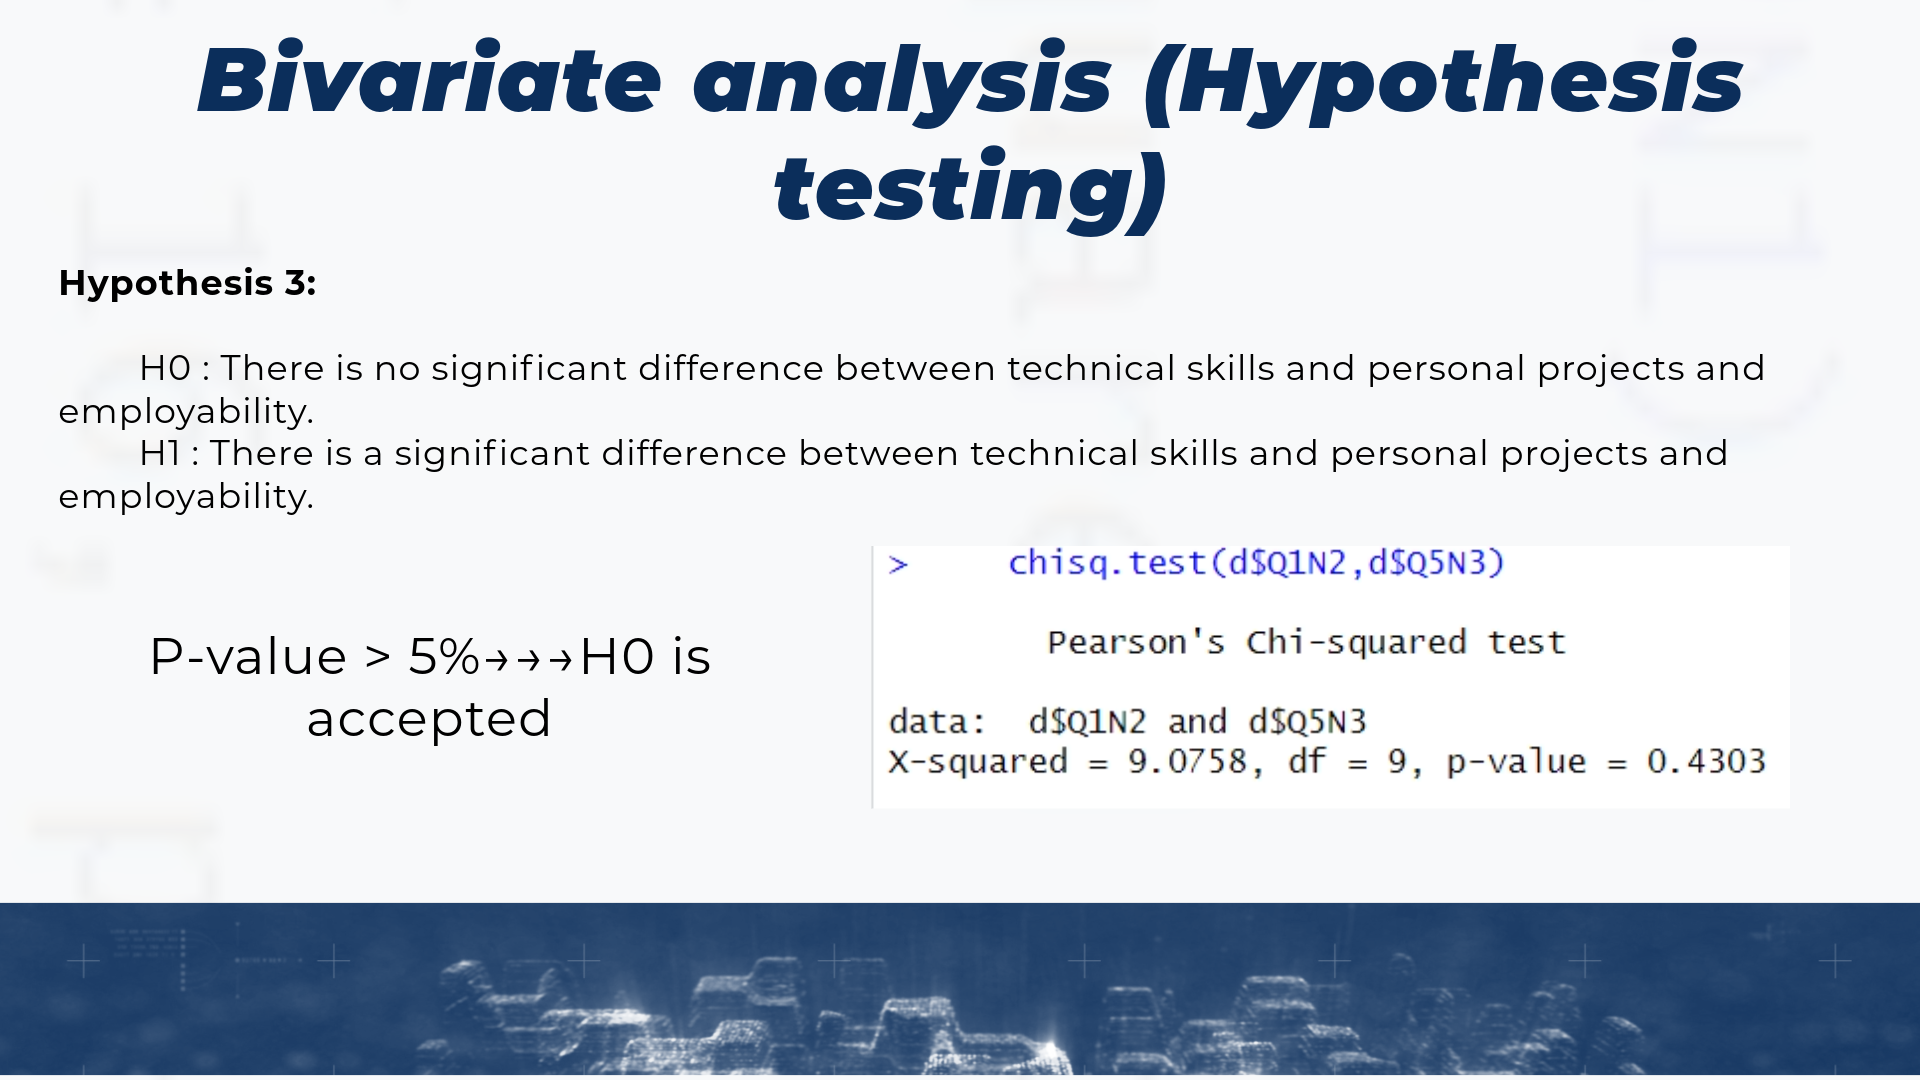 Bivariate analysis (Hypothesis
testing)
Hypothesis 3:
H0 : There is no significant difference between technical skills and personal projects and
employability.
H1 : There is a significant difference between technical skills and personal projects and
employability.
P-value > 5%→→→H0 is
accepted
> chisq.test(d$Q1N2,d$Q5N3)
Pearson's Chi-squared test
data: d$Q1N2 and d$Q5N3
X-squared = 9.0758, df = 9, p-value = 0.4303